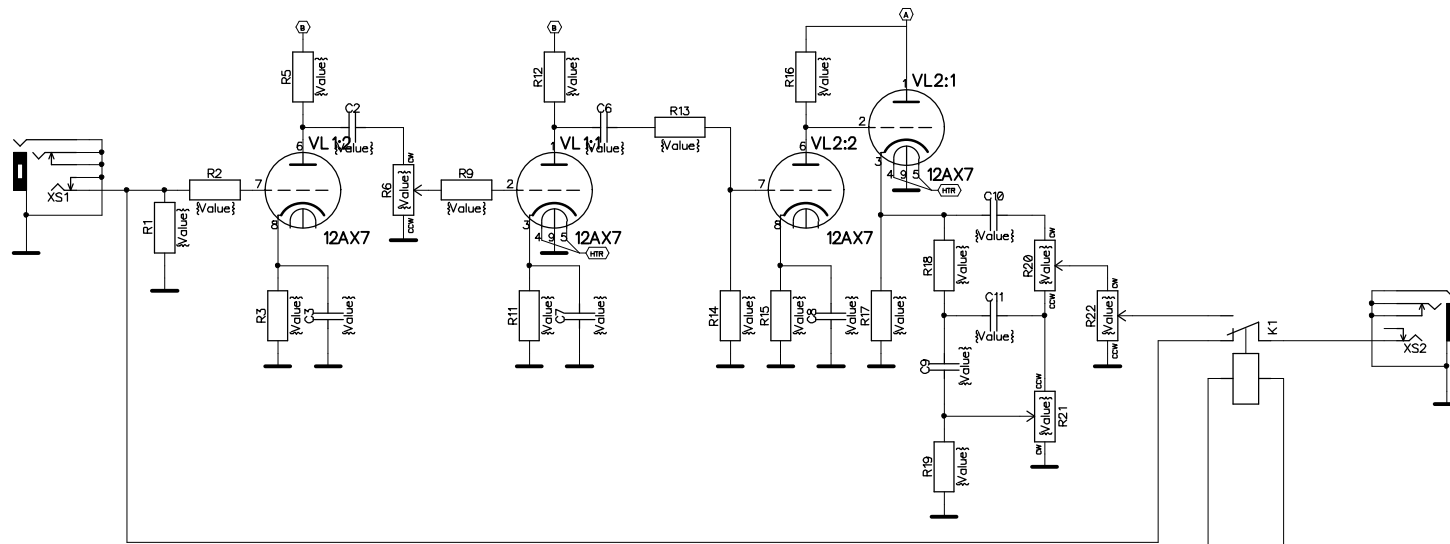 B
B
A
R5
{Value}
R12
{Value}
R16
{Value}
1
VL2:1
C2
{Value}
C6
{Value}
R13
{Value}
2
6
VL1:2
1
VL1:1
6
VL2:2
3
4
9
5
12AX7
HTR
XS1
R2
{Value}
7
R6
{Value}
CW
CCW
R9
{Value}
2
7
R1
{Value}
8
12AX7
3
4
9
5
12AX7
HTR
8
12AX7
C10
{Value}
R18
{Value}
R20
{Value}
CW
CCW
R3
{Value}
C3
{Value}
R11
{Value}
C7
{Value}
R14
{Value}
R15
{Value}
C8
{Value}
R17
{Value}
C11
{Value}
R22
{Value}
CW
CCW
K1
XS2
C9
{Value}
R21
{Value}
CCW
CW
R19
{Value}